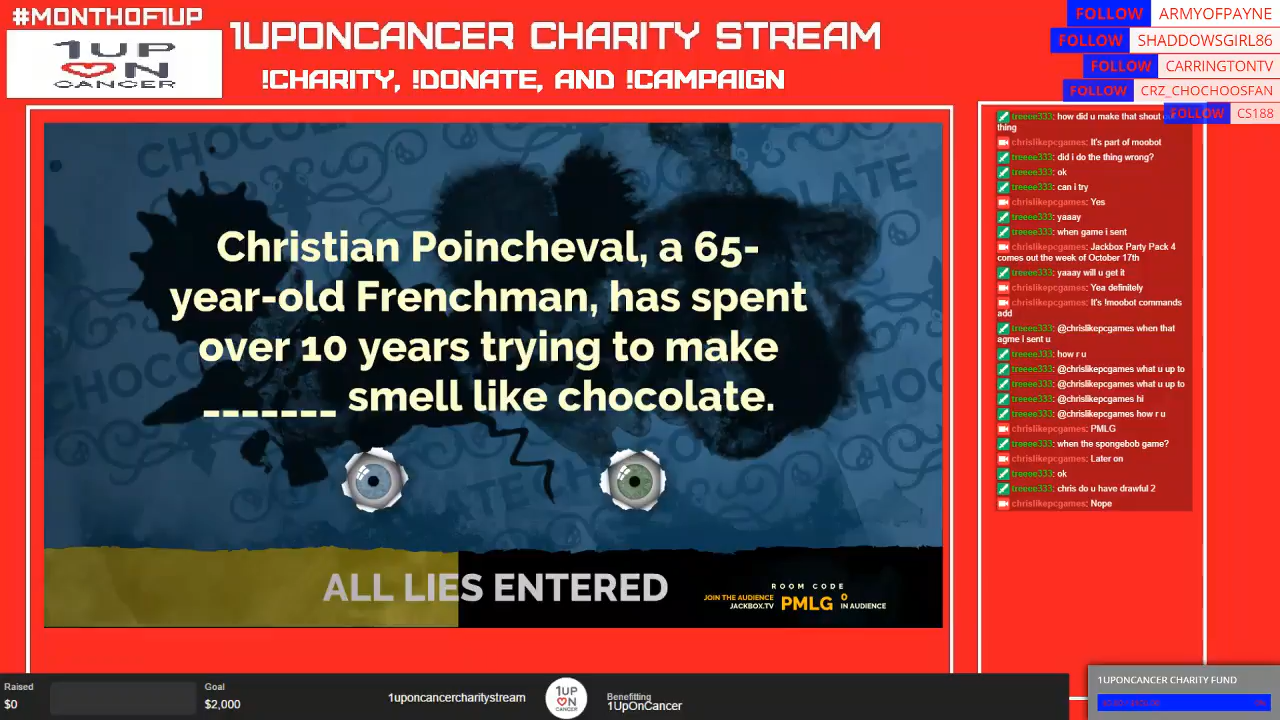 #MONTHOF1UP
1UP
ON
CANCER
1UPONCANCER CHARITY STREAM
!CHARITY, !DONATE, AND !CAMPAIGN
FOLLOW ARMYOFPAYNE
FOLLOW SHADOWSGIRL86
FOLLOW CARRINGTONTV
FOLLOW CRZ_CHOCHOOSFAN
FOLLOW CS188
Christian Poincheval, a 65-
year-old Frenchman, has spent
over 10 years trying to make
_______ smell like chocolate.
ALL LIES ENTERED
JOIN THE AUDIENCE
JACKBOX.TV
ROOM CODE
PMLG
0
IN AUDIENCE
treeee333: how did u make that shout
thing
chrislikepcgames: It's part of moobot
treeee333: did i do the thing wrong?
treeee333: ok
treeee333: can i try
chrislikepcgames: Yes
treeee333: yaaay
treeee333: when game i sent
chrislikepcgames: Jackbox Party Pack 4
comes out the week of October 17th
treeee333: yaaay will u get it
chrislikepcgames: Yea definitely
chrislikepcgames: It's !moobot commands
add
treeee333: @chrislikepcgames when that
agme i sent u
treeee333: how r u
treeee333: @chrislikepcgames what u up to
treeee333: @chrislikepcgames what u up to
treeee333: @chrislikepcgames hi
treeee333: @chrislikepcgames how r u
chrislikepcgames: PMLG
treeee333: when the spongebob game?
chrislikepcgames: Later on
treeee333: ok
treeee333: chris do u have drawful 2
chrislikepcgames: Nope
Raised
$0
Goal
$2,000
1uponcancercharitystream
1UP
ON
CANCER
Benefitting
1UpOnCancer
1UPONCANCER CHARITY FUND